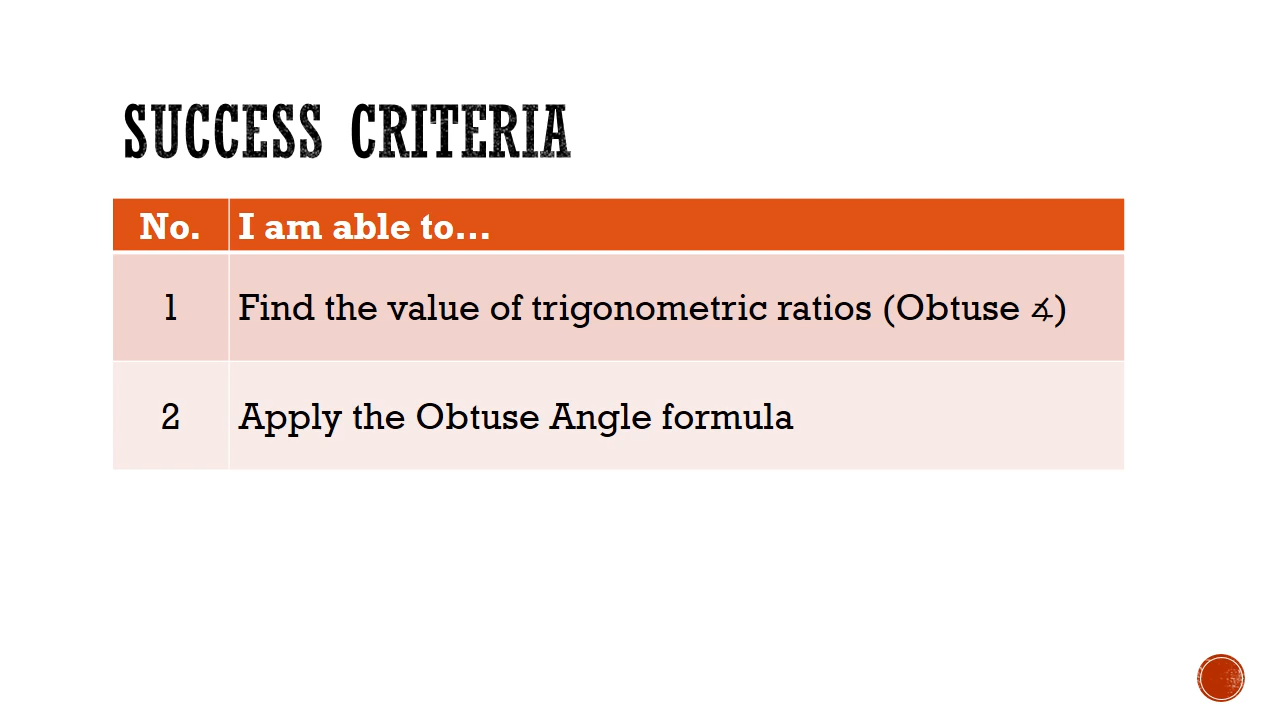 SUCCESS CRITERIA
No. I am able to...
1 Find the value of trigonometric ratios (Obtuse ∡)
2 Apply the Obtuse Angle formula